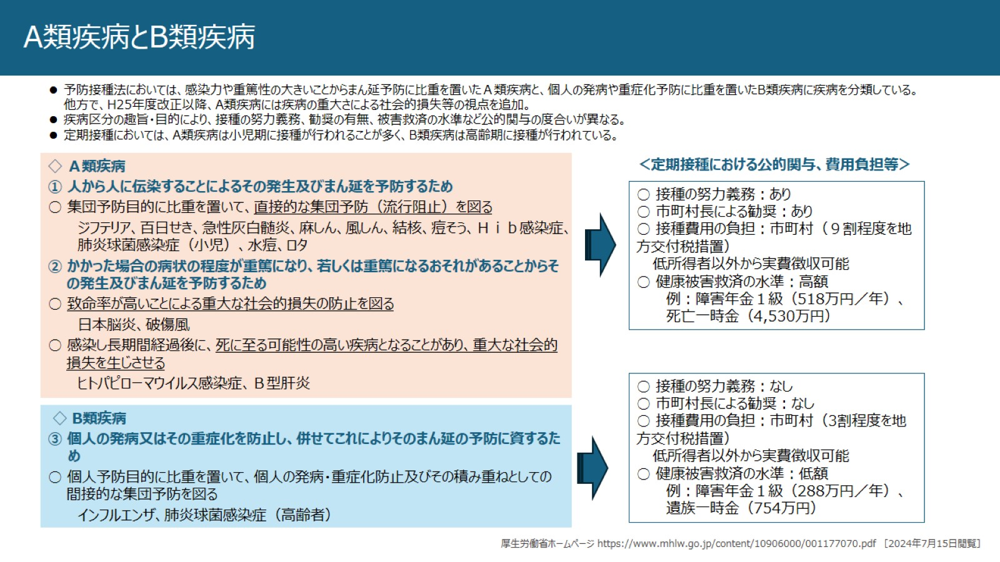 A類疾病とB類疾病
● 予防接種法においては、感染力や重篤性の大きいことからまん延予防に比重を置いたＡ類疾病と、個人の発病や重症化予防に比重を置いたB類疾病に疾病を分類している。
他方で、H25年度改正以降、A類疾病には疾病の重大さによる社会的損失等の視点を追加。
● 疾病区分の趣旨・目的により、接種の努力義務、勧奨の有無、被害救済の水準など公的関与の度合いが異なる。
● 定期接種においては、A類疾病は小児期に接種が行われることが多く、B類疾病は高齢期に接種が行われている。
◇ Ａ類疾病
① 人から人に伝染することによるその発生及びまん延を予防するため
○ 集団予防目的に比重を置いて、直接的な集団予防（流行阻止）を図る
ジフテリア、百日せき、急性灰白髄炎、麻しん、風しん、結核、痘そう、Ｈｉｂ感染症、
肺炎球菌感染症（小児）、水痘、ロタ
② かかった場合の病状の程度が重篤になり、若しくは重篤になるおそれがあることからそ
の発生及びまん延を予防するため
○ 致命率が高いことによる重大な社会的損失の防止を図る
日本脳炎、破傷風
○ 感染し長期間経過後に、死に至る可能性の高い疾病となることがあり、重大な社会的
損失を生じさせる
ヒトパピローマウイルス感染症、Ｂ型肝炎
◇ B類疾病
③ 個人の発病又はその重症化を防止し、併せてこれによりそのまん延の予防に資するた
め
○ 個人予防目的に比重を置いて、個人の発病・重症化防止及びその積み重ねとしての
間接的な集団予防を図る
インフルエンザ、肺炎球菌感染症（高齢者）
＜定期接種における公的関与、費用負担等＞
○ 接種の努力義務：あり
○ 市町村長による勧奨：あり
○ 接種費用の負担：市町村（９割程度を地
方交付税措置）
低所得者以外から実費徴収可能
○ 健康被害救済の水準：高額
例：障害年金１級（518万円／年）、
死亡一時金（4,530万円）
○ 接種の努力義務：なし
○ 市町村長による勧奨：なし
○ 接種費用の負担：市町村（3割程度を地
方交付税措置）
低所得者以外から実費徴収可能
○ 健康被害救済の水準：低額
例：障害年金１級（288万円／年）、
遺族一時金（754万円）
厚生労働省ホームページ https://www.mhlw.go.jp/content/10906000/001177070.pdf ［2024年7月15日閲覧］